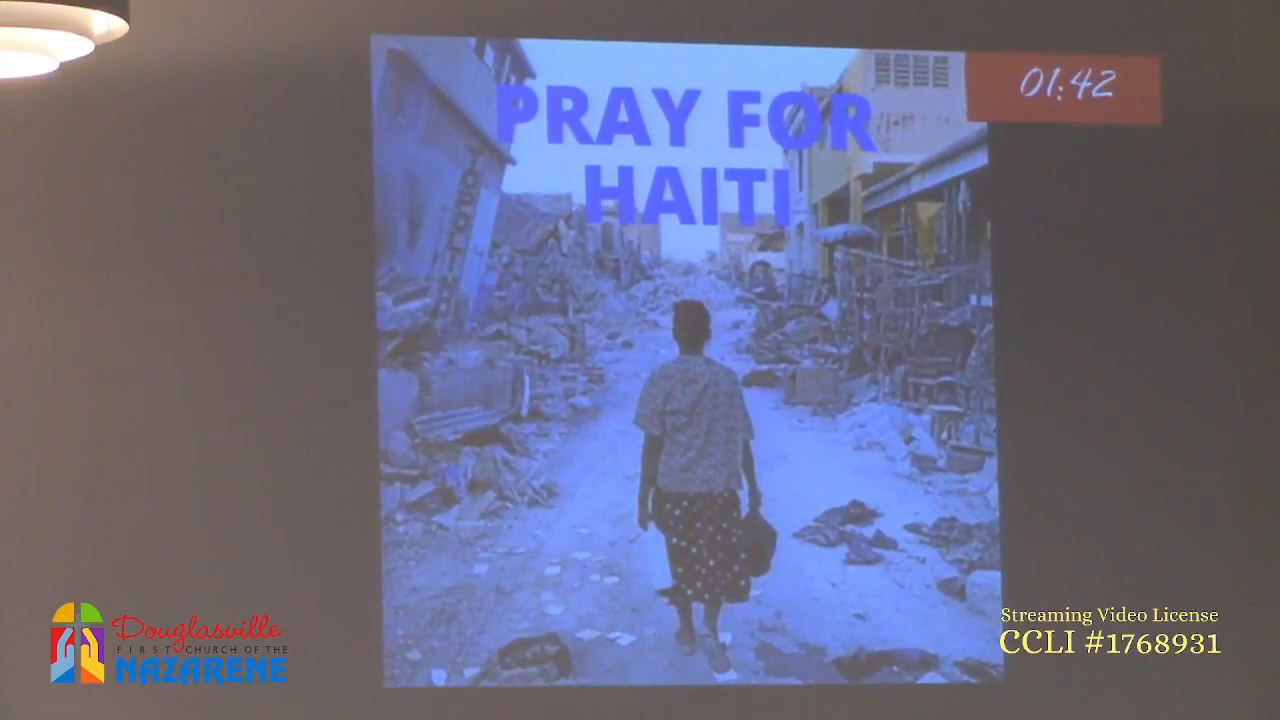 PRAY FOR
HAITI
01:42
Douglasville
FIRST CHURCH OF THE
NAZARENE
Streaming Video License
CCLI #1768931